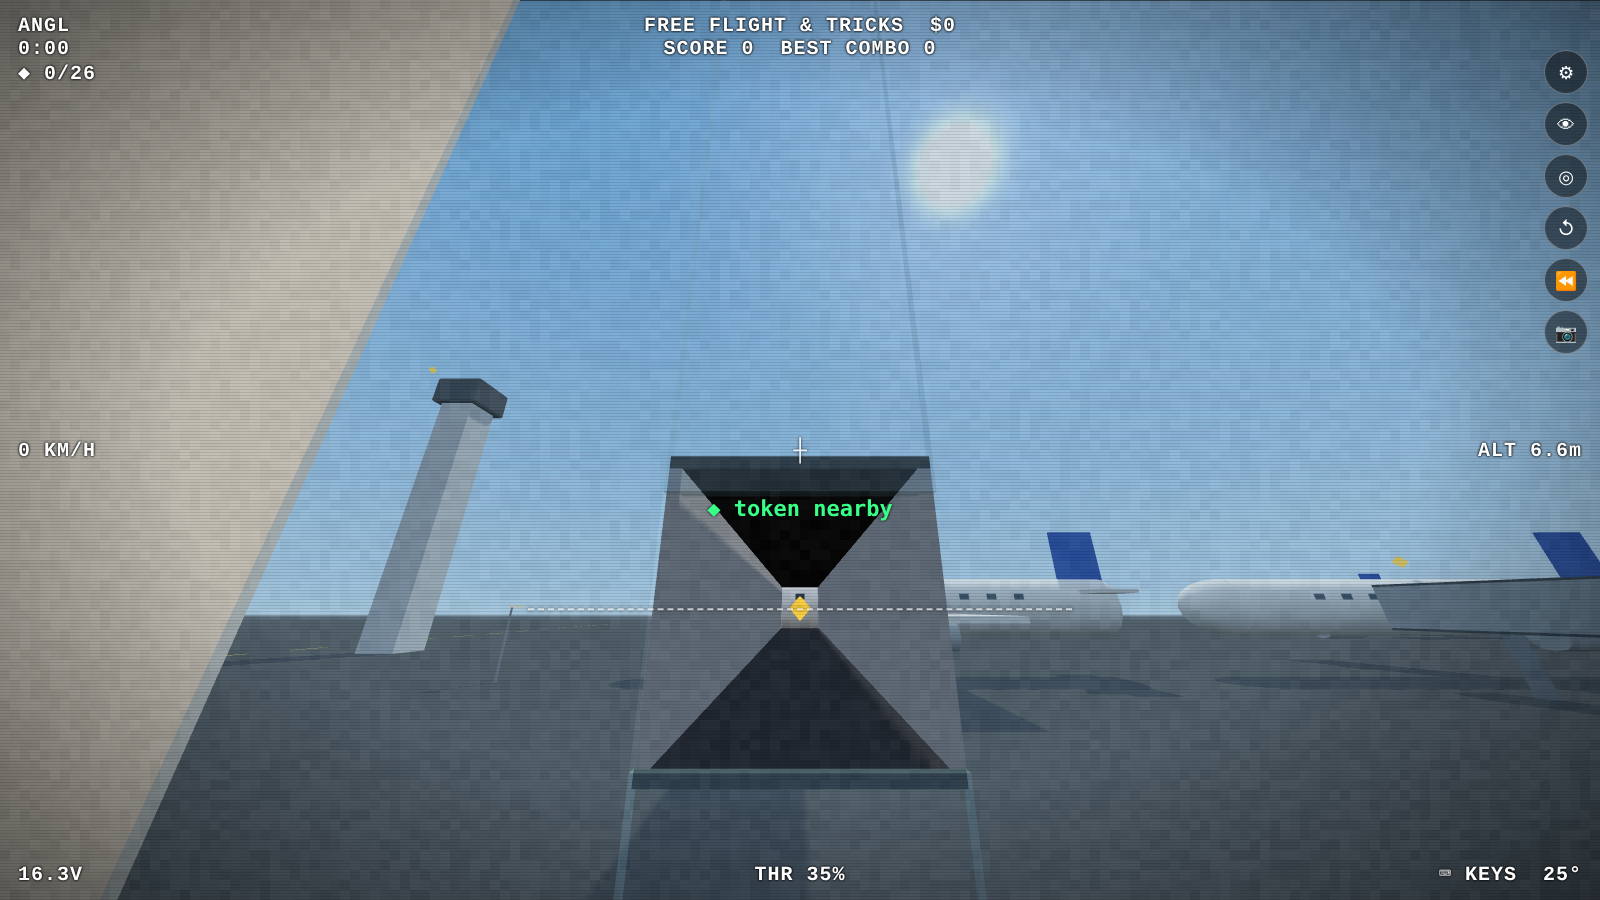 ANGL
0:00
◆ 0/26
FREE FLIGHT & TRICKS $0
SCORE 0 BEST COMBO 0
◆ token nearby
0 KM/H
ALT 6.6m
16.3V
THR 35%
KEYS 25°